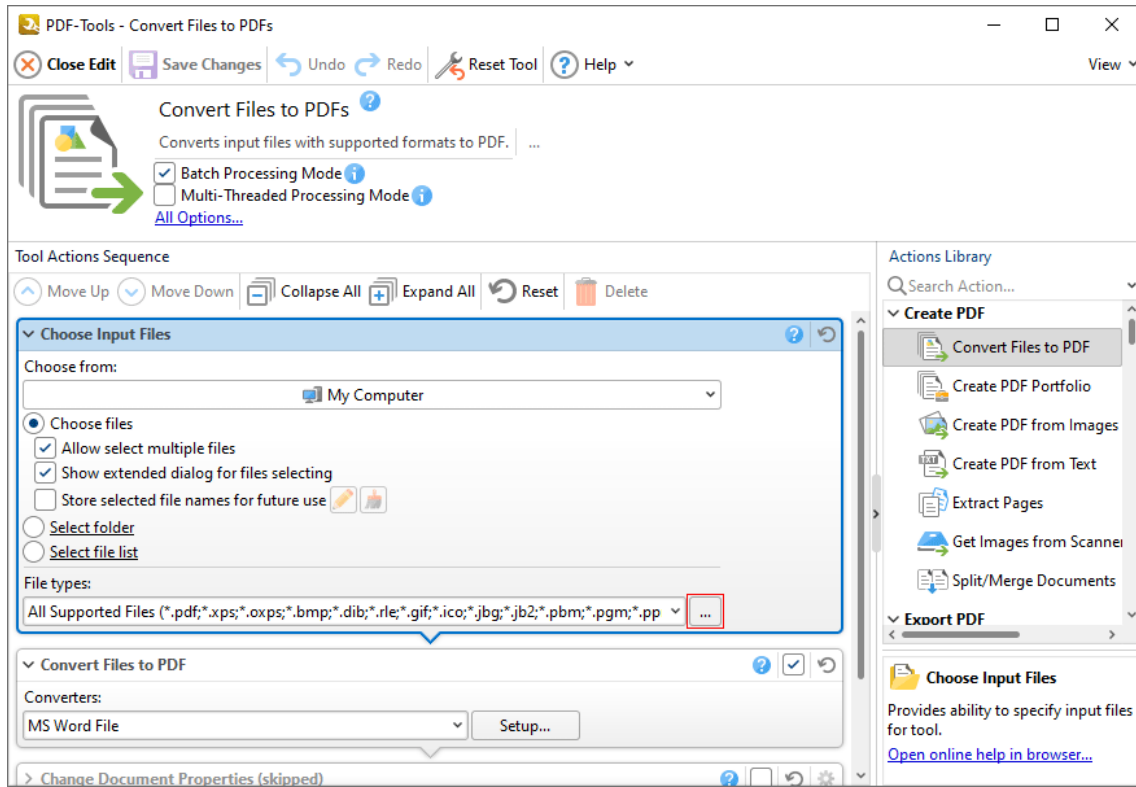 PDF-Tools - Convert Files to PDFs
Close Edit Save Changes Undo Redo Reset Tool Help View
Convert Files to PDFs
Converts input files with supported formats to PDF. ...
Batch Processing Mode
Multi-Threaded Processing Mode
All Options...
Tool Actions Sequence
Move Up Move Down Collapse All Expand All Reset Delete
Choose Input Files
Choose from:
My Computer
Choose files
Allow select multiple files
Show extended dialog for files selecting
Store selected file names for future use
Select folder
Select file list
File types:
All Supported Files (*.pdf;*.xps;*.oxps;*.bmp;*.dib;*.rle;*.gif;*.ico;*.jbg;*.jb2;*.pbm;*.pgm;*.pp ...
Convert Files to PDF
Converters:
MS Word File Setup...
Change Document Properties (skipped)
Actions Library
Search Action...
Create PDF
Convert Files to PDF
Create PDF Portfolio
Create PDF from Images
TXT Create PDF from Text
Extract Pages
Get Images from Scanner
Split/Merge Documents
Export PDF
Choose Input Files
Provides ability to specify input files
for tool.
Open online help in browser...